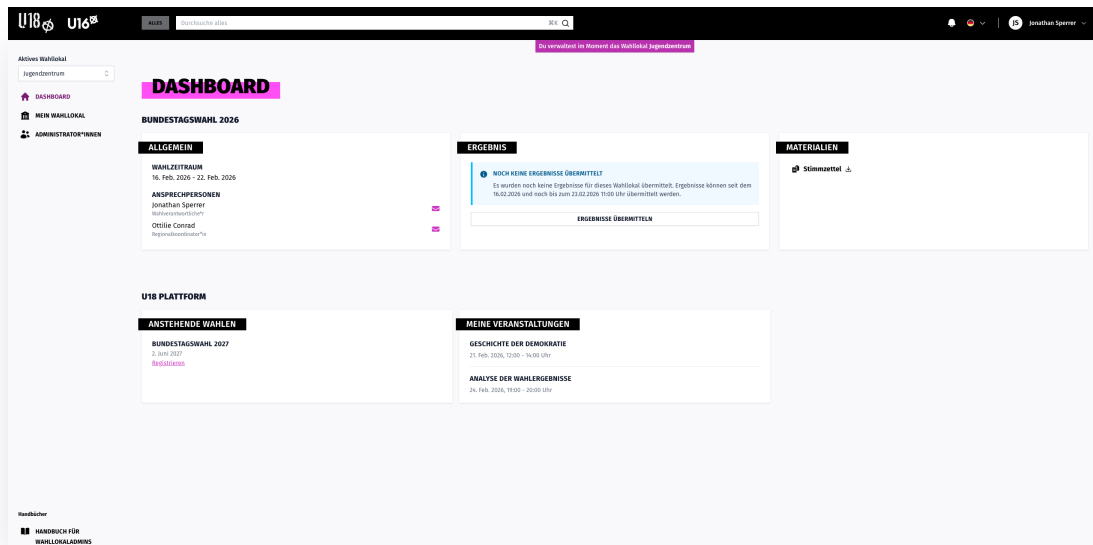 U18 U16
ALLES Durchsuche alles ⌘K
JS Jonathan Sperrer
Du verwaltest im Moment das Wahllokal Jugendzentrum
Aktives Wahllokal
Jugendzentrum
DASHBOARD
MEIN WAHLLOKAL
ADMINISTRATOR*INNEN
DASHBOARD
BUNDESTAGSWAHL 2026
ALLGEMEIN
WAHLZEITRAUM
16. Feb. 2026 - 22. Feb. 2026
ANSPRECHPERSONEN
Jonathan Sperrer
Wahlverantwortliche*r
Ottilie Conrad
Regionalkoordinator*in
ERGEBNIS
NOCH KEINE ERGEBNISSE ÜBERMITTELT
Es wurden noch keine Ergebnisse für dieses Wahllokal übermittelt. Ergebnisse können seit dem
16.02.2026 und noch bis zum 23.02.2026 11:00 Uhr übermittelt werden.
ERGEBNISSE ÜBERMITTELN
MATERIALIEN
Stimmzettel
U18 PLATTFORM
ANSTEHENDE WAHLEN
BUNDESTAGSWAHL 2027
2. Juni 2027
Registrieren
MEINE VERANSTALTUNGEN
GESCHICHTE DER DEMOKRATIE
21. Feb. 2026, 12:00 - 14:00 Uhr
ANALYSE DER WAHLERGEBNISSE
24. Feb. 2026, 19:00 - 20:00 Uhr
Handbücher
HANDBUCH FÜR
WAHLLOKALADMINS